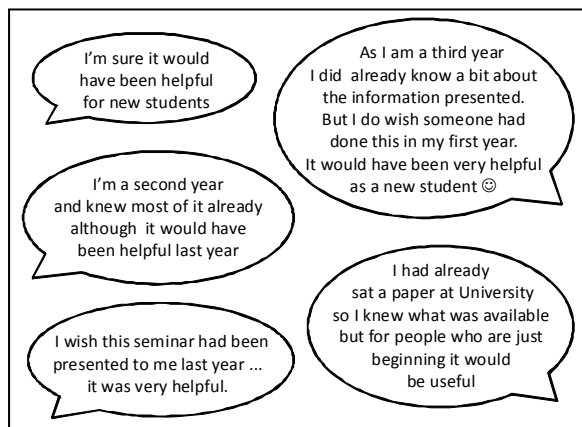 I'm sure it would
have been helpful
for new students
As I am a third year
I did already know a bit about
the information presented.
But I do wish someone had
done this in my first year.
It would have been very helpful
as a new student ☺
I'm a second year
and knew most of it already
although it would have
been helpful last year
I had already
sat a paper at University
so I knew what was available
but for people who are just
beginning it would
be useful
I wish this seminar had been
presented to me last year ...
it was very helpful.